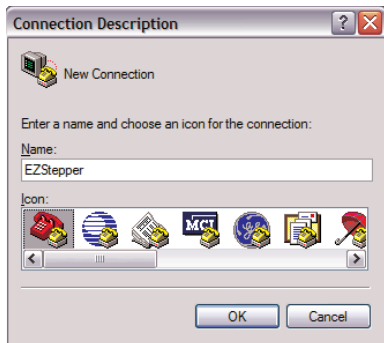 Connection Description
New Connection
Enter a name and choose an icon for the connection:
Name:
EZStepper
Icon:
MCI
OK
Cancel